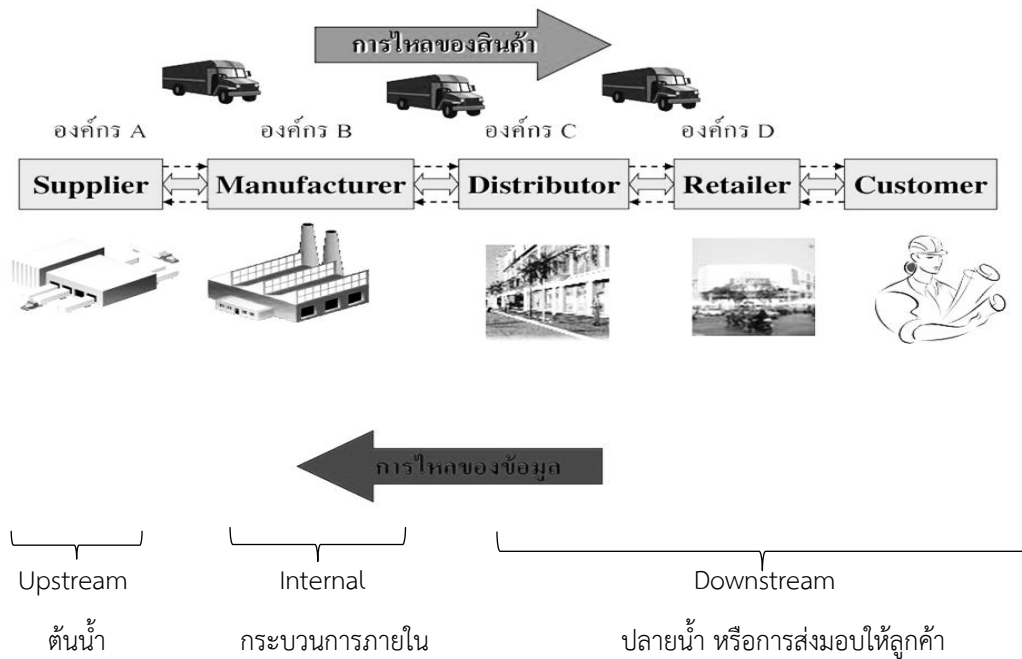 การไหลของสินค้า
องค์กร A องค์กร B องค์กร C องค์กร D
Supplier Manufacturer Distributor Retailer Customer
การไหลของข้อมูล
Upstream Internal Downstream
ต้นน้ำ กระบวนการภายใน ปลายน้ำ หรือการส่งมอบให้ลูกค้า